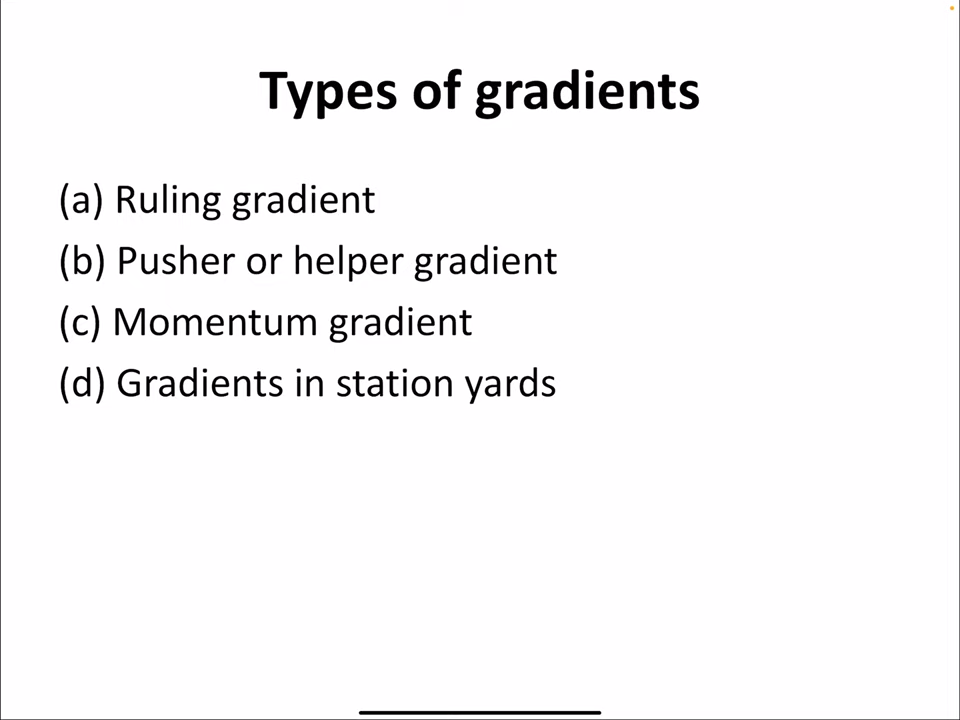 Types of gradients
(a) Ruling gradient
(b) Pusher or helper gradient
(c) Momentum gradient
(d) Gradients in station yards